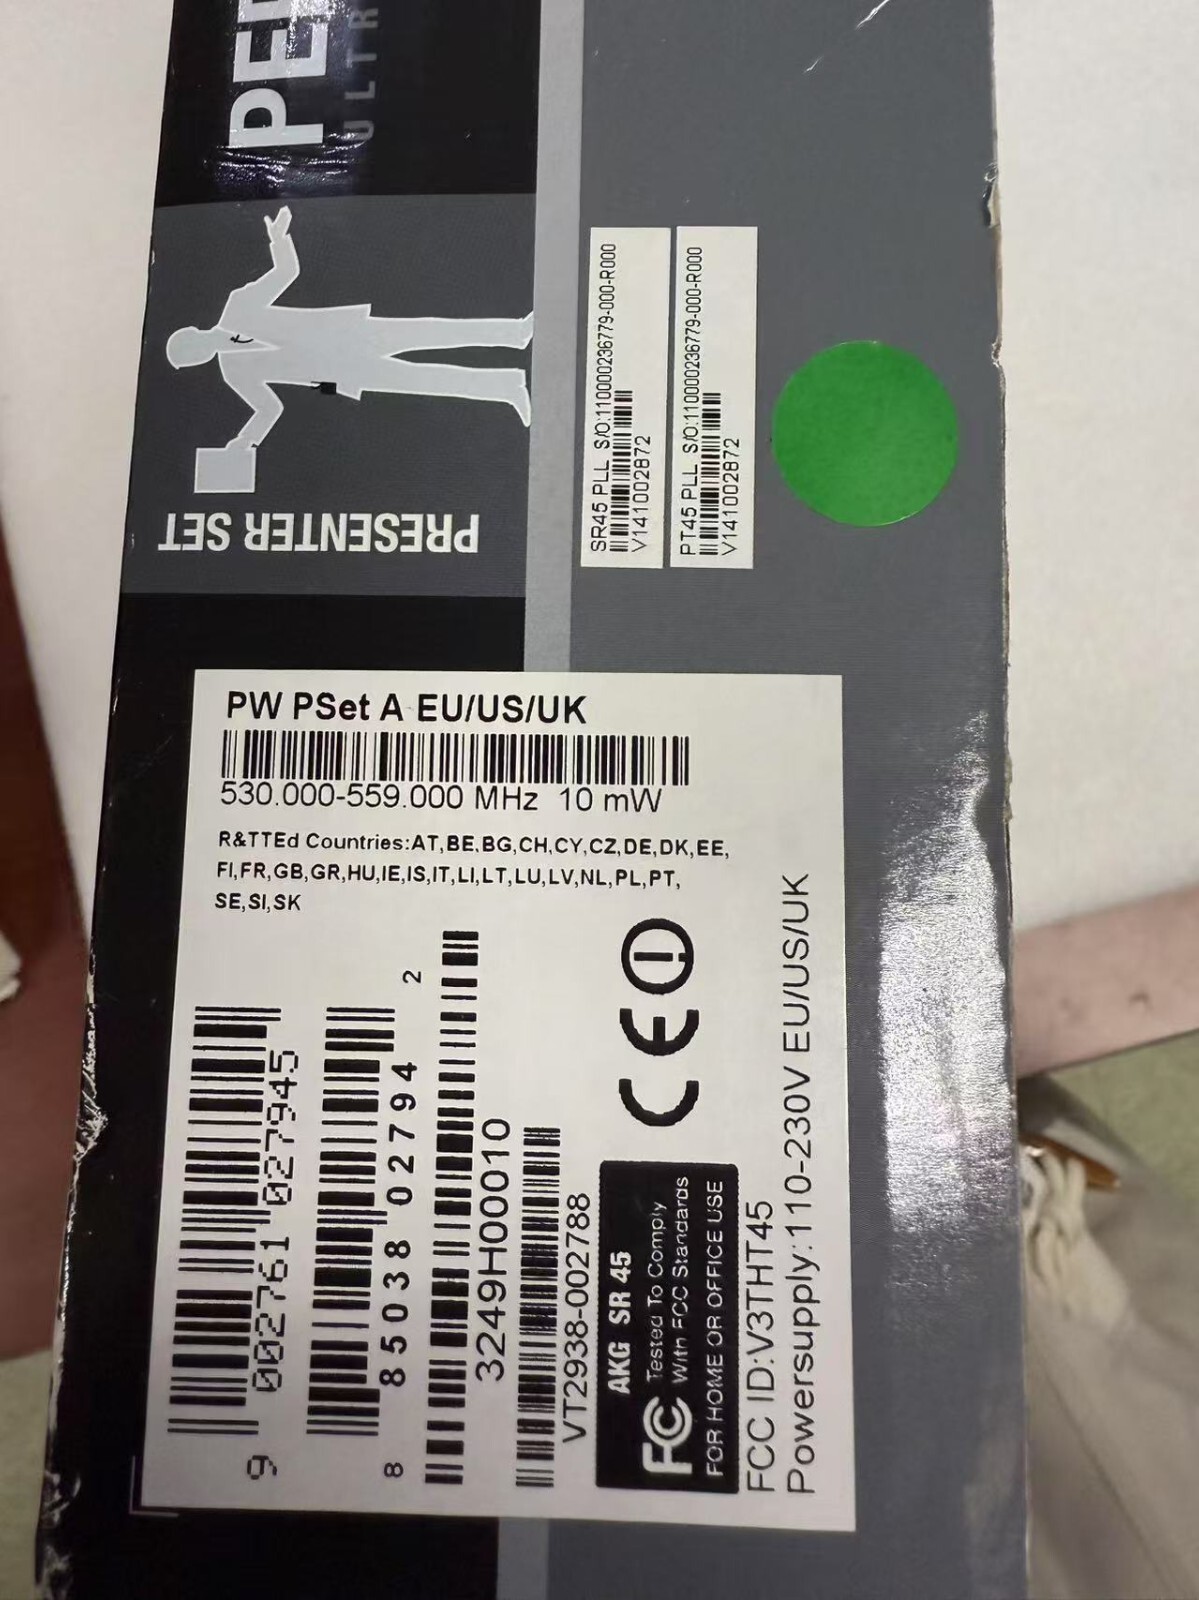 PRESENTER SET
SR45 PLL S/O:110000236779-000-R000
V141002872
PT45 PLL S/O:110000236779-000-R000
V141002872
PW PSet A EU/US/UK
530.000-559.000 MHz 10 mW
R&TTEd Countries:AT,BE,BG,CH,CY,CZ,DE,DK,EE,
FI,FR,GB,GR,HU,IE,IS,IT,LI,LT,LU,LV,NL,PL,PT,
SE,SI,SK
9 002761 027945
8 85038 02794 2
3249H00010
VT2938-002788
CE
AKG SR 45
FC Tested To Comply
With FCC Standards
FOR HOME OR OFFICE USE
FCC ID:V3THT45
Powersupply:110-230V EU/US/UK